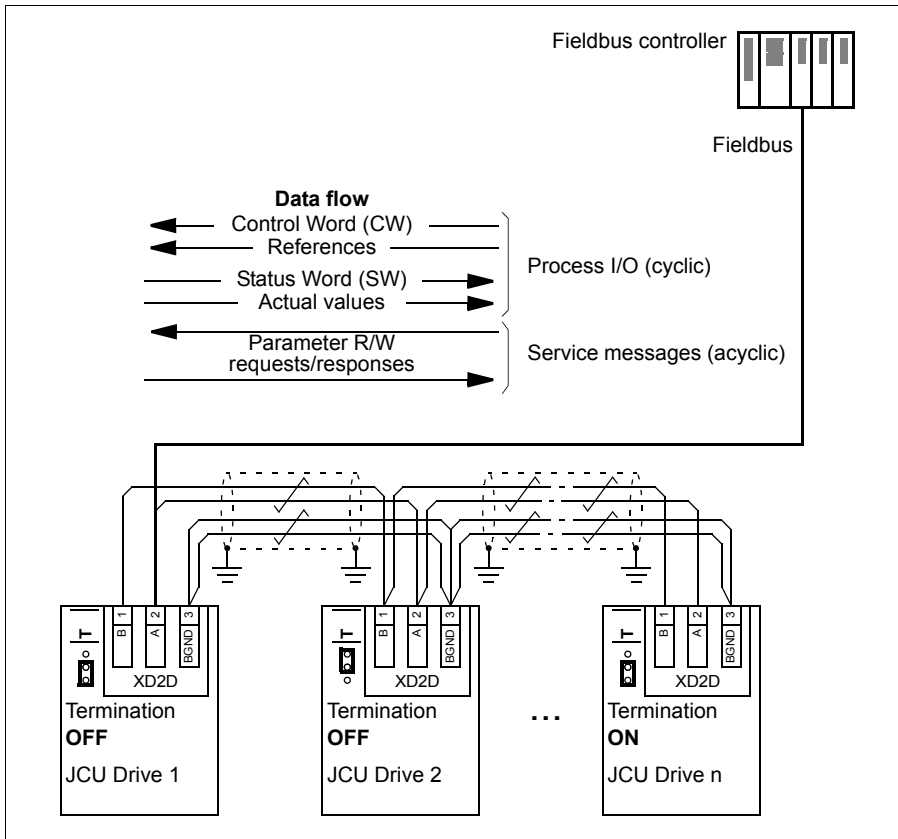 Fieldbus controller
Fieldbus
Data flow
Control Word (CW)
References
Status Word (SW)
Actual values
Process I/O (cyclic)
Parameter R/W
requests/responses
Service messages (acyclic)
T
B 1
A 2
BGND 3
XD2D
Termination
OFF
JCU Drive 1
T
B 1
A 2
BGND 3
XD2D
Termination
OFF
JCU Drive 2
...
T
B 1
A 2
BGND 3
XD2D
Termination
ON
JCU Drive n